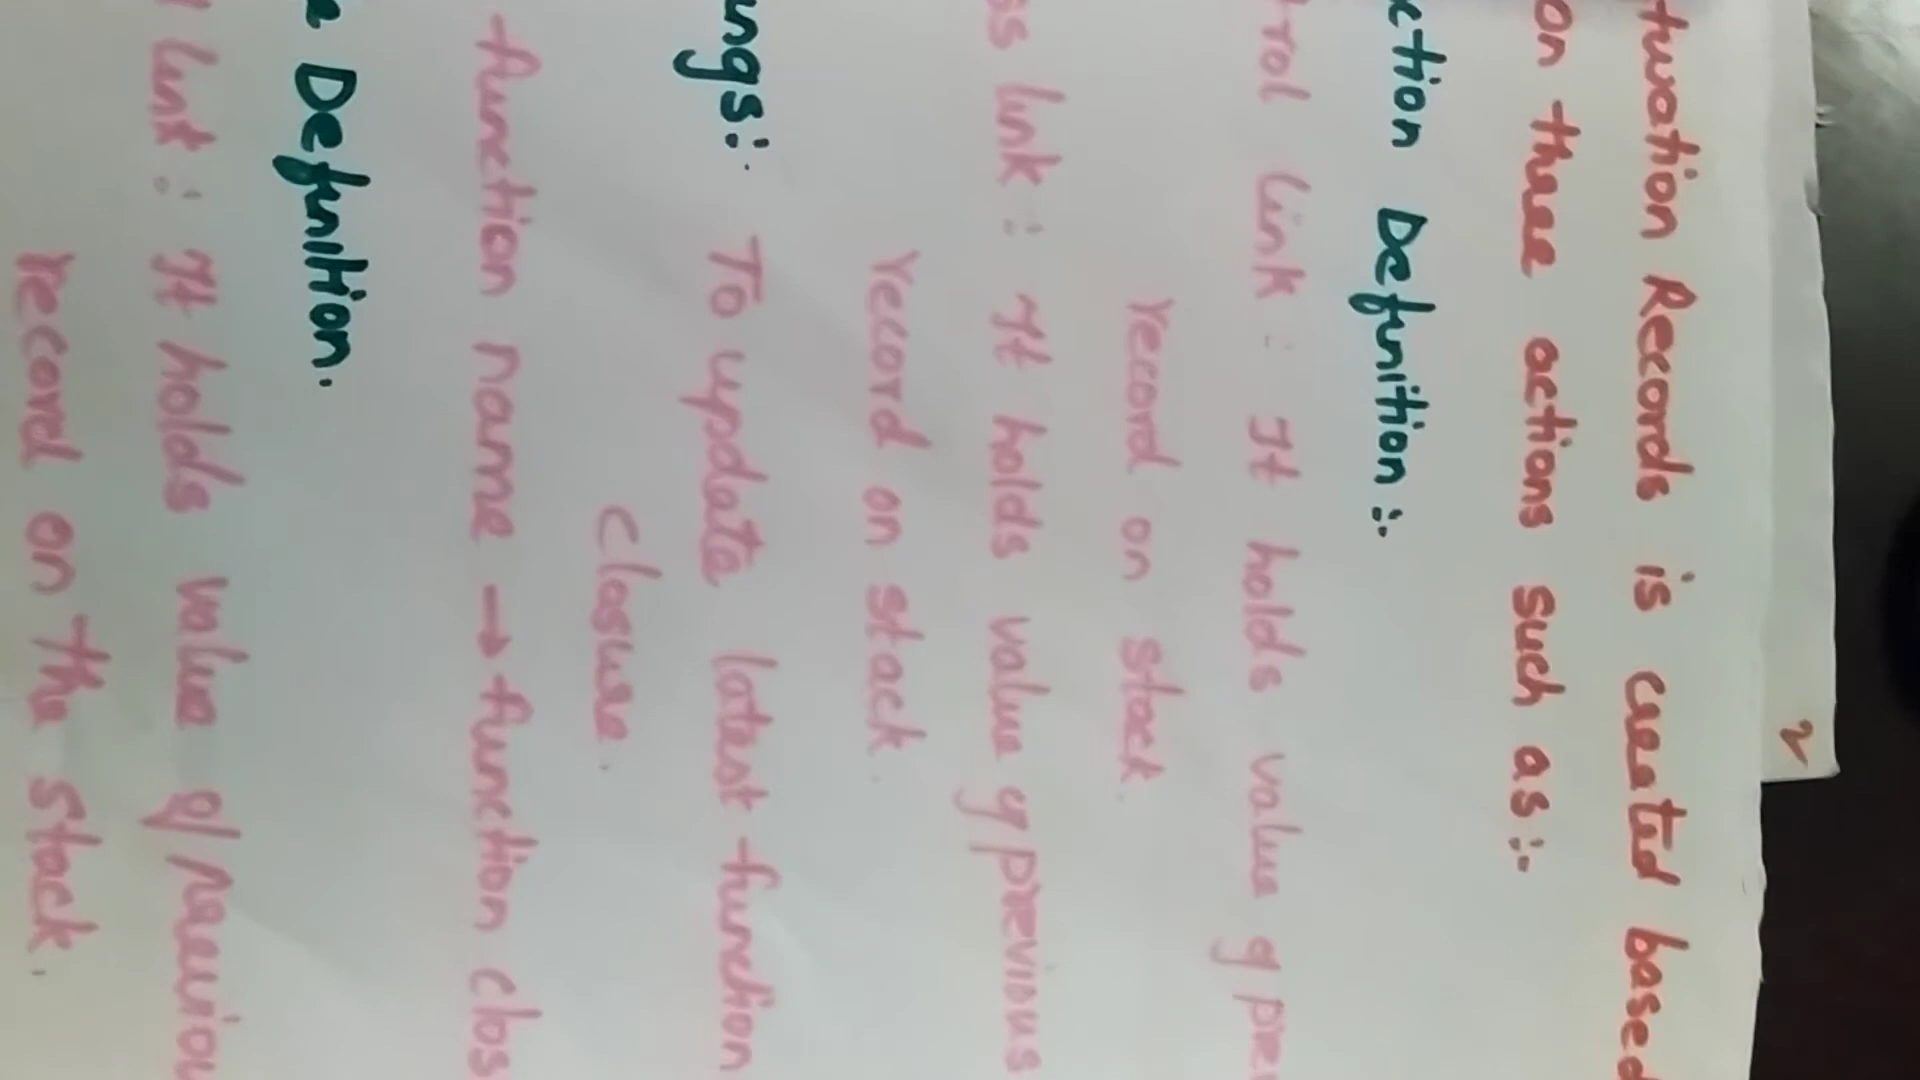 tivation Records is created based
on three actions such as :-
ction Definition :-
trol link : It holds value of pre
record on stack
ss link : It holds value of previous
record on stack.
ings :- To update latest function
closure.
function name → function clos
Definition.
link : It holds value of previou
record on the stack.
2